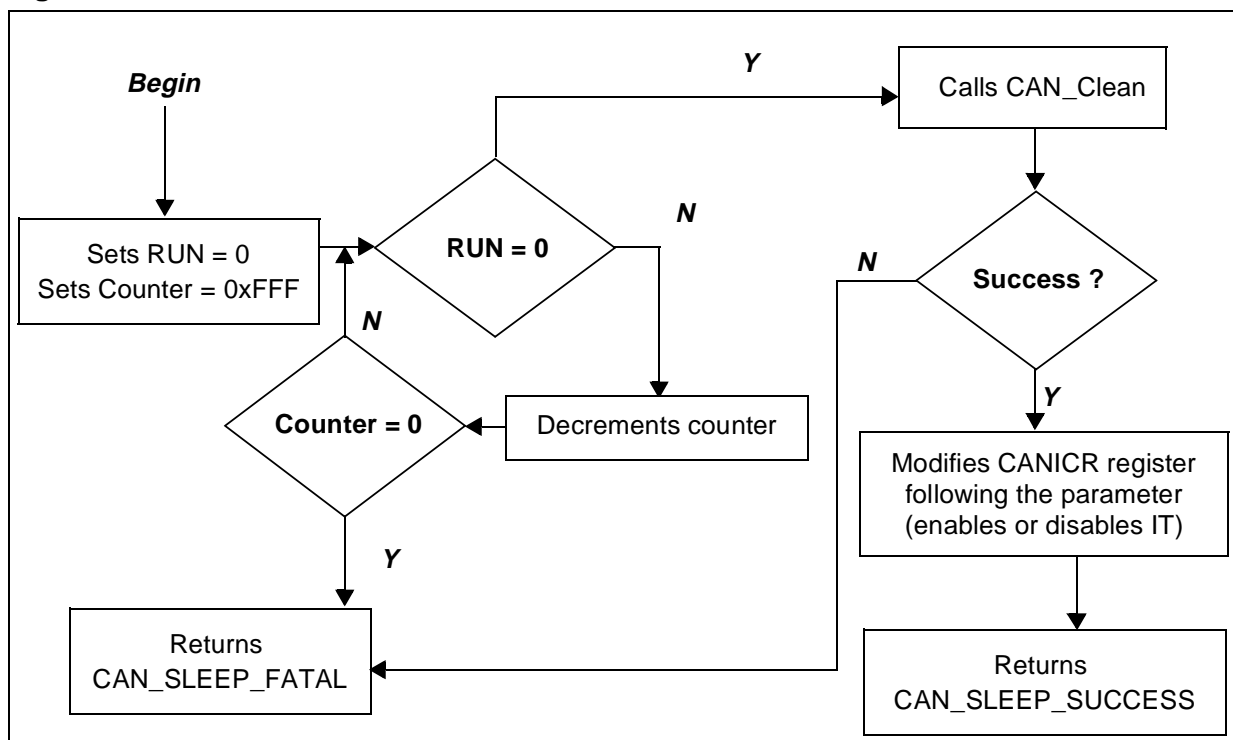 Begin
Y
Calls CAN_Clean
Sets RUN = 0
Sets Counter = 0xFFF
RUN = 0
N
N
Success ?
N
Counter = 0
Decrements counter
Y
Modifies CANICR register
following the parameter
(enables or disables IT)
Y
Returns
CAN_SLEEP_FATAL
Returns
CAN_SLEEP_SUCCESS